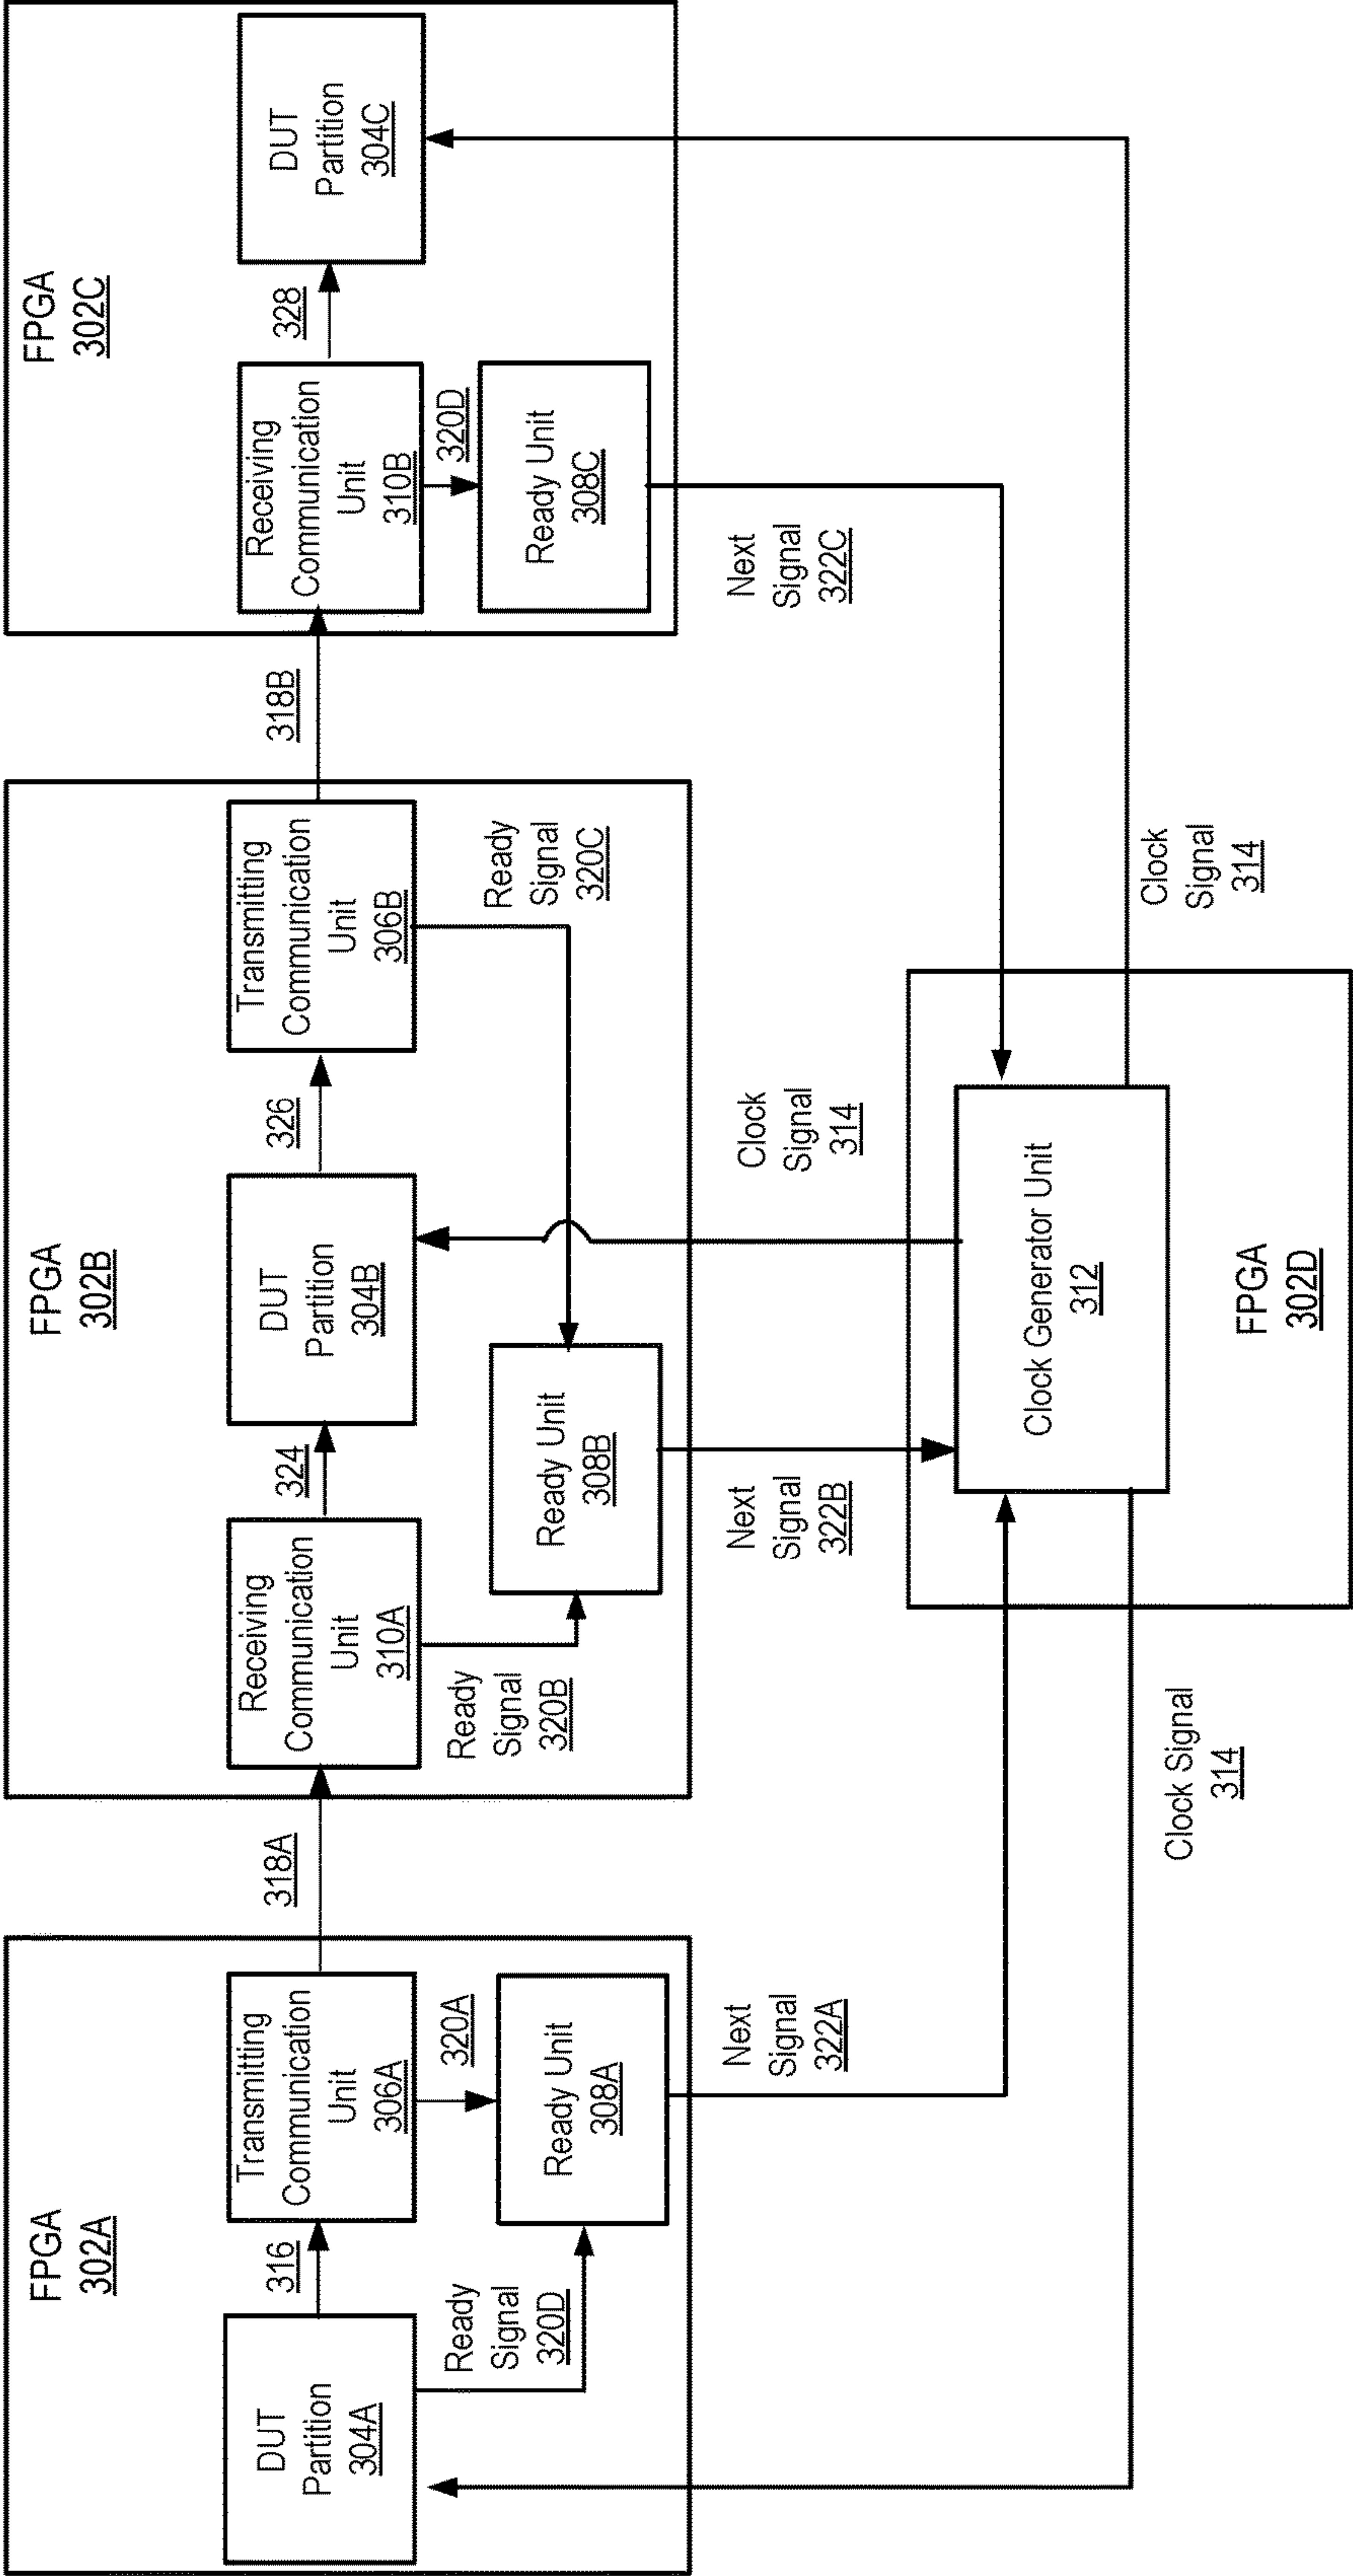 FPGA
302A
DUT
Partition
304A
316
Transmitting
Communication
Unit
306A
Ready
Signal
320D
320A
Ready Unit
308A
318A
Next
Signal
322A
FPGA
302B
Receiving
Communication
Unit
310A
324
DUT
Partition
304B
326
Transmitting
Communication
Unit
306B
Ready
Signal
320B
Ready Unit
308B
Ready
Signal
320C
318B
Next
Signal
322B
Clock
Signal
314
FPGA
302C
Receiving
Communication
Unit
310B
328
DUT
Partition
304C
320D
Ready Unit
308C
Next
Signal
322C
Clock Signal
314
Clock Generator Unit
312
FPGA
302D
Clock
Signal
314